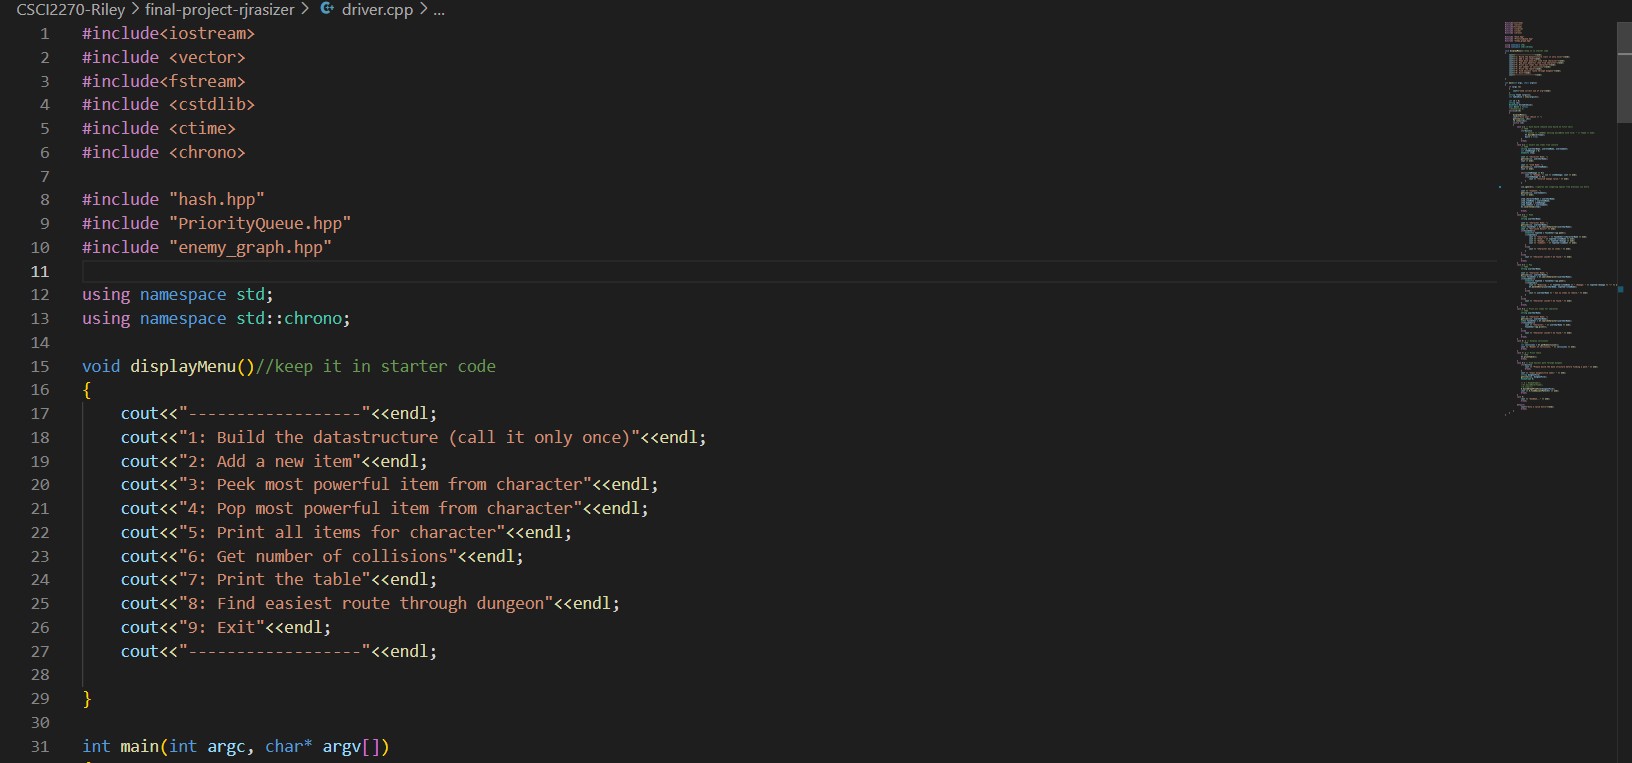 CSCI2270-Riley > final-project-rjrasizer > driver.cpp > ...
1 #include<iostream>
2 #include <vector>
3 #include<fstream>
4 #include <cstdlib>
5 #include <ctime>
6 #include <chrono>
7
8 #include "hash.hpp"
9 #include "PriorityQueue.hpp"
10 #include "enemy_graph.hpp"
11
12 using namespace std;
13 using namespace std::chrono;
14
15 void displayMenu()//keep it in starter code
16 {
17 cout<<"------------------"<<endl;
18 cout<<"1: Build the datastructure (call it only once)"<<endl;
19 cout<<"2: Add a new item"<<endl;
20 cout<<"3: Peek most powerful item from character"<<endl;
21 cout<<"4: Pop most powerful item from character"<<endl;
22 cout<<"5: Print all items for character"<<endl;
23 cout<<"6: Get number of collisions"<<endl;
24 cout<<"7: Print the table"<<endl;
25 cout<<"8: Find easiest route through dungeon"<<endl;
26 cout<<"9: Exit"<<endl;
27 cout<<"------------------"<<endl;
28
29 }
30
31 int main(int argc, char* argv[])